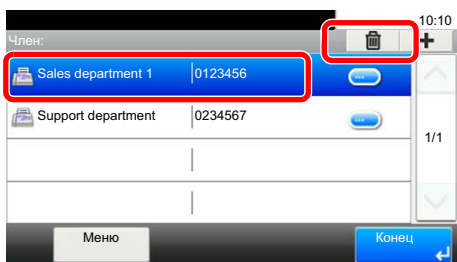 10:10
Член:
+
Sales department 1 0123456
Support department 0234567
1/1
Меню Конец